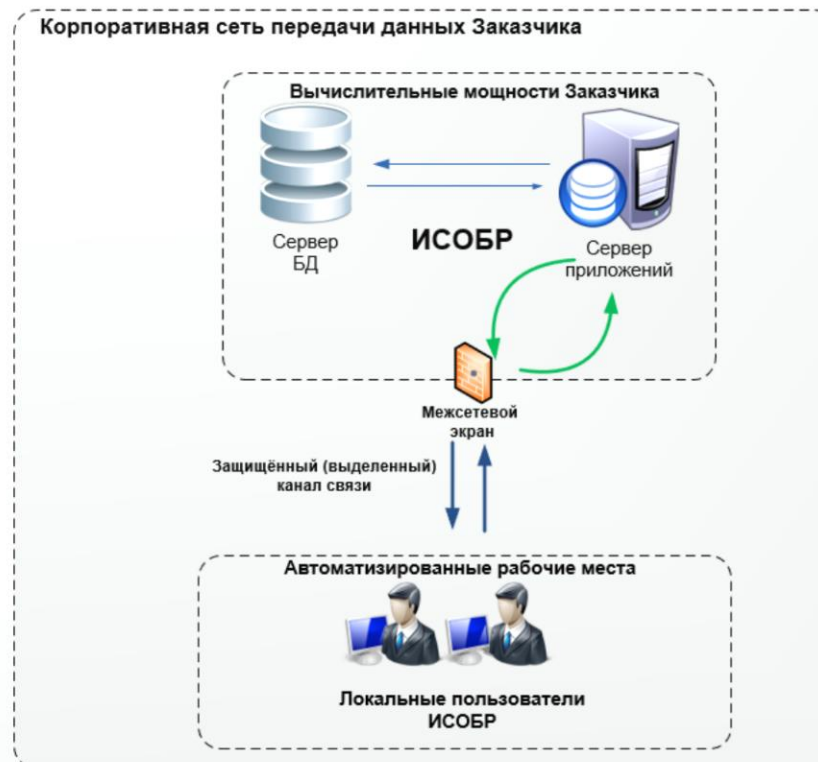 Корпоративная сеть передачи данных Заказчика
Вычислительные мощности Заказчика
Сервер
БД
ИСОБР
Сервер
приложений
Межсетевой
экран
Защищённый (выделенный)
канал связи
Автоматизированные рабочие места
Локальные пользователи
ИСОБР